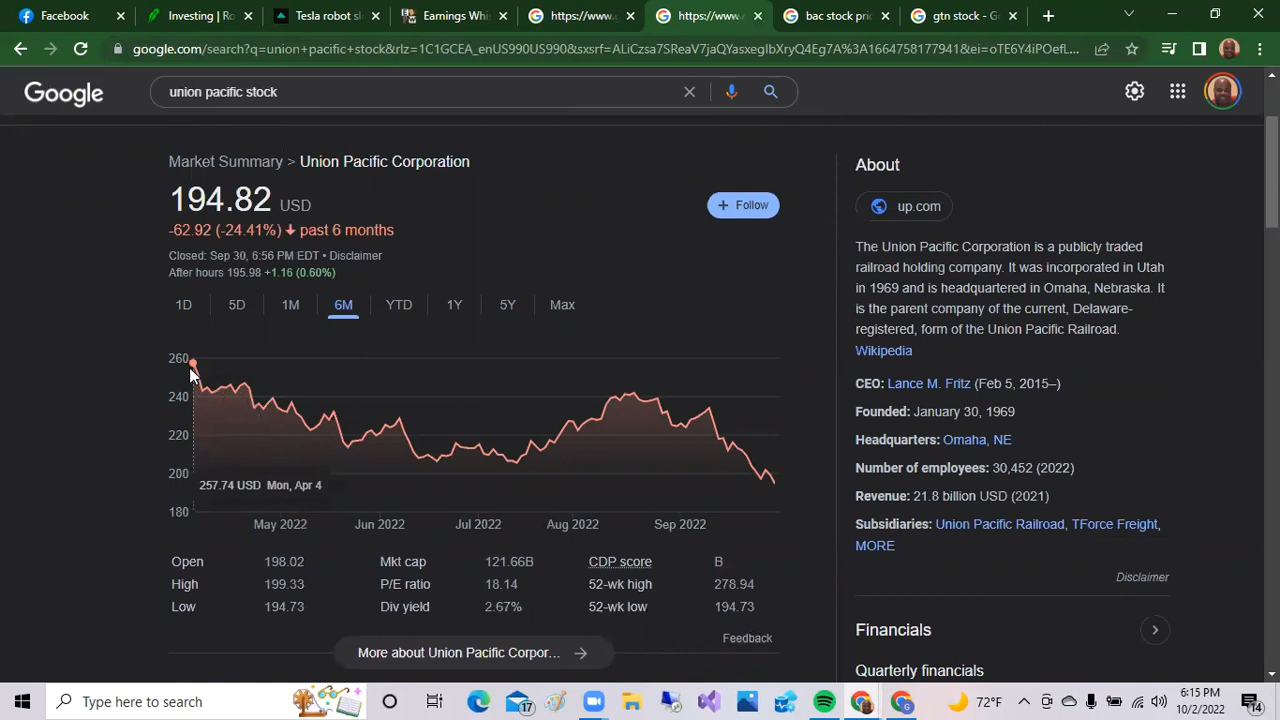 Facebook
Investing | Ro
Tesla robot sl
Earnings Whis
https://www.g
https://www.
bac stock pric
gtn stock - Go
google.com/search?q=union+pacific+stock&rlz=1C1GCEA_enUS990US990&sxsrf=ALiCzsa7SReaV7jaQYasxegIbXryQ4Eg7A%3A1664758177941&ei=oTE6Y4iPOefL...
Google
union pacific stock
Market Summary > Union Pacific Corporation
194.82 USD
+ Follow
-62.92 (-24.41%) past 6 months
Closed: Sep 30, 6:56 PM EDT • Disclaimer
After hours 195.98 +1.16 (0.60%)
1D 5D 1M 6M YTD 1Y 5Y Max
260
240
220
200
180
257.74 USD Mon, Apr 4
May 2022 Jun 2022 Jul 2022 Aug 2022 Sep 2022
Open 198.02 Mkt cap 121.66B CDP score B
High 199.33 P/E ratio 18.14 52-wk high 278.94
Low 194.73 Div yield 2.67% 52-wk low 194.73
Feedback
More about Union Pacific Corpor...
About
up.com
The Union Pacific Corporation is a publicly traded
railroad holding company. It was incorporated in Utah
in 1969 and is headquartered in Omaha, Nebraska. It
is the parent company of the current, Delaware-
registered, form of the Union Pacific Railroad.
Wikipedia
CEO: Lance M. Fritz (Feb 5, 2015–)
Founded: January 30, 1969
Headquarters: Omaha, NE
Number of employees: 30,452 (2022)
Revenue: 21.8 billion USD (2021)
Subsidiaries: Union Pacific Railroad, TForce Freight,
MORE
Disclaimer
Financials
Quarterly financials
Type here to search
17
72°F
6:15 PM
10/2/2022
14